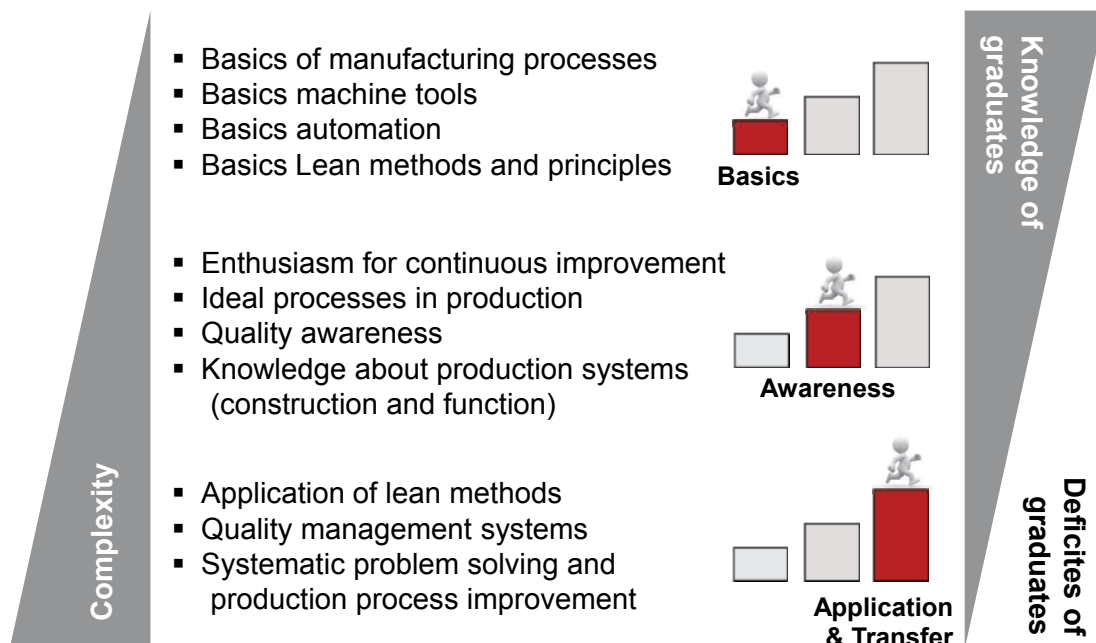 ▪ Basics of manufacturing processes
▪ Basics machine tools
▪ Basics automation
▪ Basics Lean methods and principles
Basics
Knowledge of
graduates
▪ Enthusiasm for continuous improvement
▪ Ideal processes in production
▪ Quality awareness
▪ Knowledge about production systems
(construction and function)
Awareness
Complexity
▪ Application of lean methods
▪ Quality management systems
▪ Systematic problem solving and
production process improvement
Application
& Transfer
Deficites of
graduates